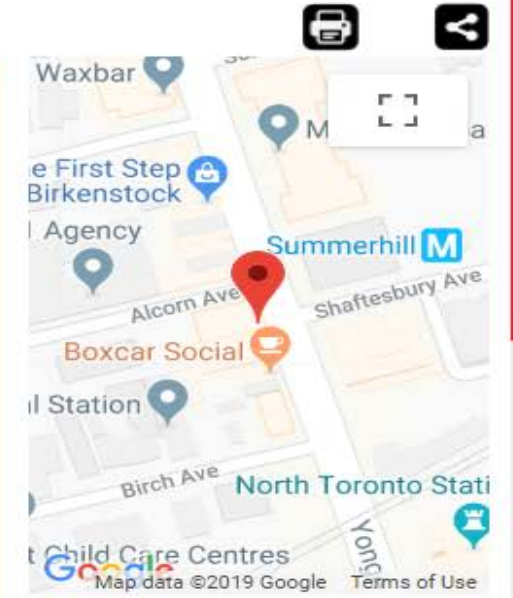 Waxbar
M
a
e First Step
Birkenstock
Agency
Summerhill M
Alcorn Ave
Shaftesbury Ave
Boxcar Social
l Station
Birch Ave
North Toronto Stati
Yong
t Child Care Centres
Google
Map data ©2019 Google Terms of Use